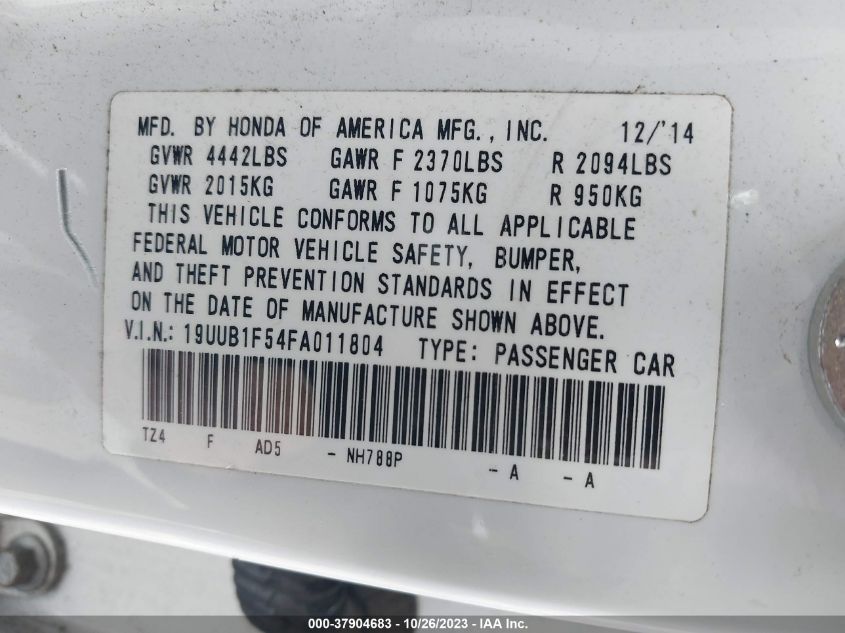 MFD. BY HONDA OF AMERICA MFG., INC. 12/'14
GVWR 4442LBS GAWR F 2370LBS R 2094LBS
GVWR 2015KG GAWR F 1075KG R 950KG
THIS VEHICLE CONFORMS TO ALL APPLICABLE
FEDERAL MOTOR VEHICLE SAFETY, BUMPER,
AND THEFT PREVENTION STANDARDS IN EFFECT
ON THE DATE OF MANUFACTURE SHOWN ABOVE.
V.I.N.: 19UUB1F54FA011804 TYPE: PASSENGER CAR
TZ4 F AD5 - NH788P - A - A
000-37904683 - 10/26/2023 - IAA Inc.